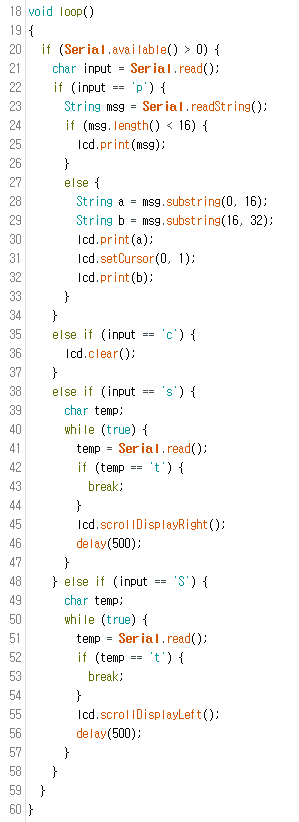 18 void loop()
19 {
20 if (Serial.available() > 0) {
21 char input = Serial.read();
22 if (input == 'p') {
23 String msg = Serial.readString();
24 if (msg.length() < 16) {
25 lcd.print(msg);
26 }
27 else {
28 String a = msg.substring(0, 16);
29 String b = msg.substring(16, 32);
30 lcd.print(a);
31 lcd.setCursor(0, 1);
32 lcd.print(b);
33 }
34 }
35 else if (input == 'c') {
36 lcd.clear();
37 }
38 else if (input == 's') {
39 char temp;
40 while (true) {
41 temp = Serial.read();
42 if (temp == 't') {
43 break;
44 }
45 lcd.scrollDisplayRight();
46 delay(500);
47 }
48 } else if (input == 'S') {
49 char temp;
50 while (true) {
51 temp = Serial.read();
52 if (temp == 't') {
53 break;
54 }
55 lcd.scrollDisplayLeft();
56 delay(500);
57 }
58 }
59 }
60 }